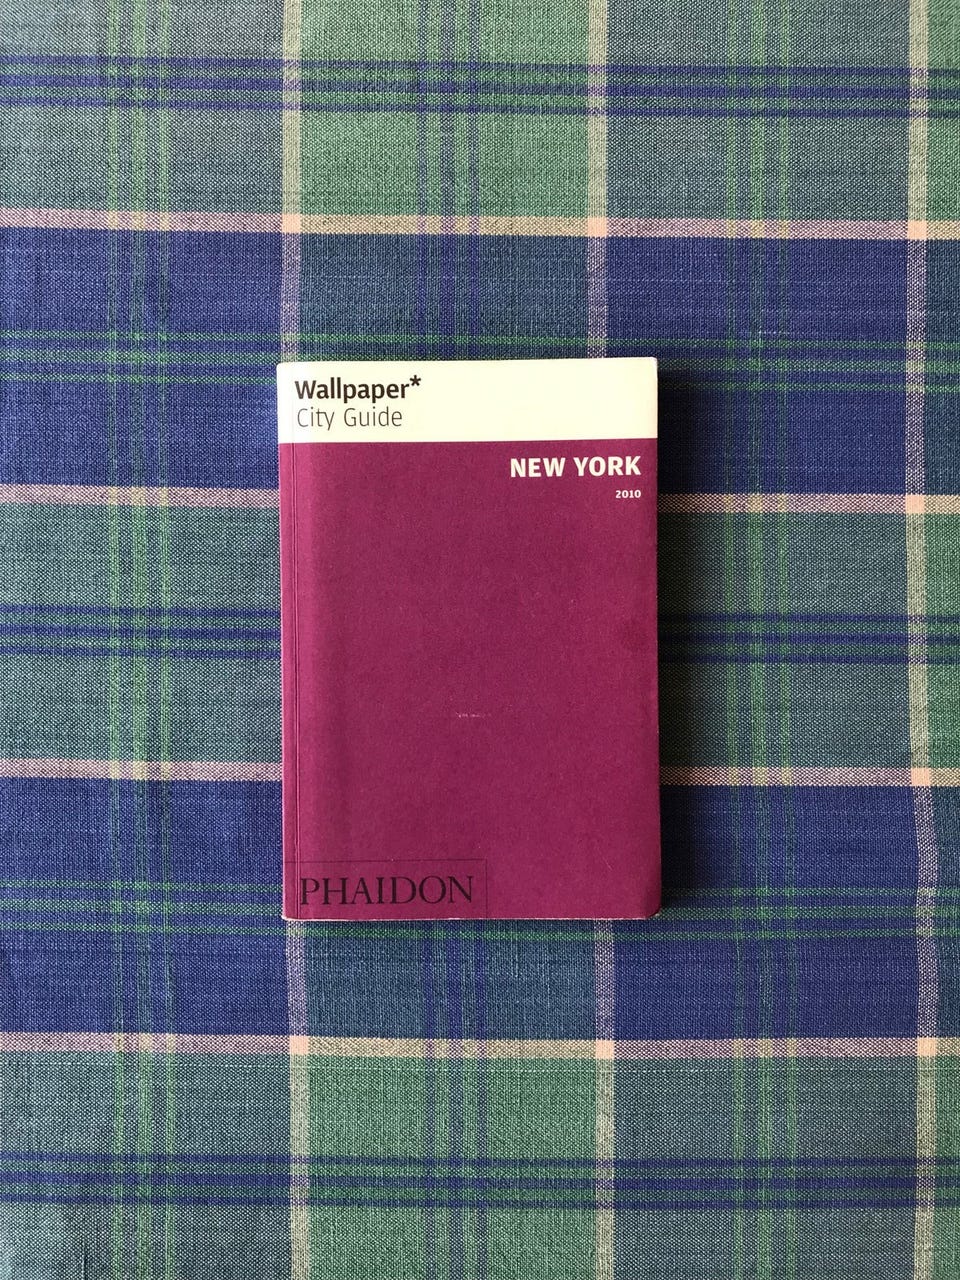 Wallpaper*
City Guide
NEW YORK
2010
PHAIDON